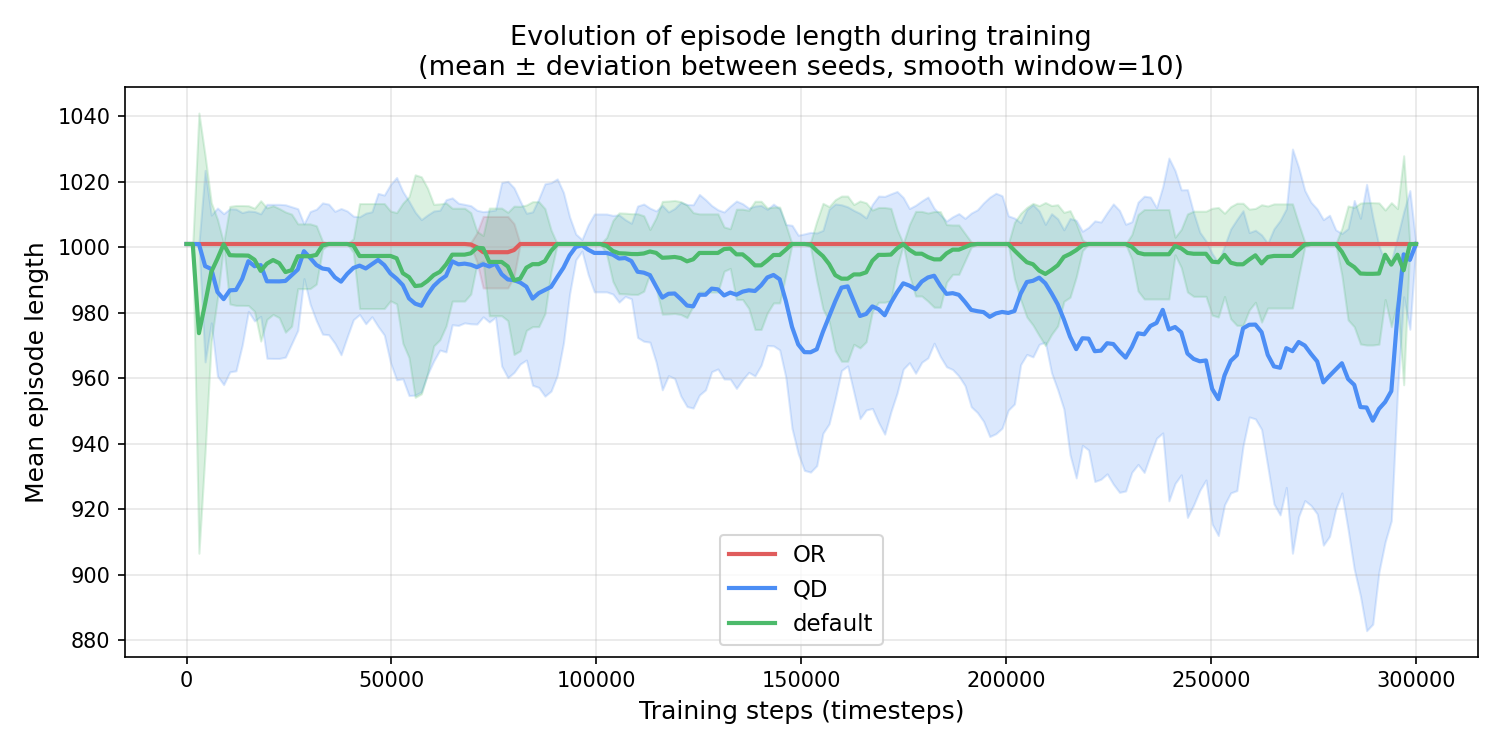 Evolution of episode length during training
(mean ± deviation between seeds, smooth window=10)
Mean episode length
1040
1020
1000
980
960
940
920
900
880
OR
QD
default
0
50000
100000
150000
200000
250000
300000
Training steps (timesteps)